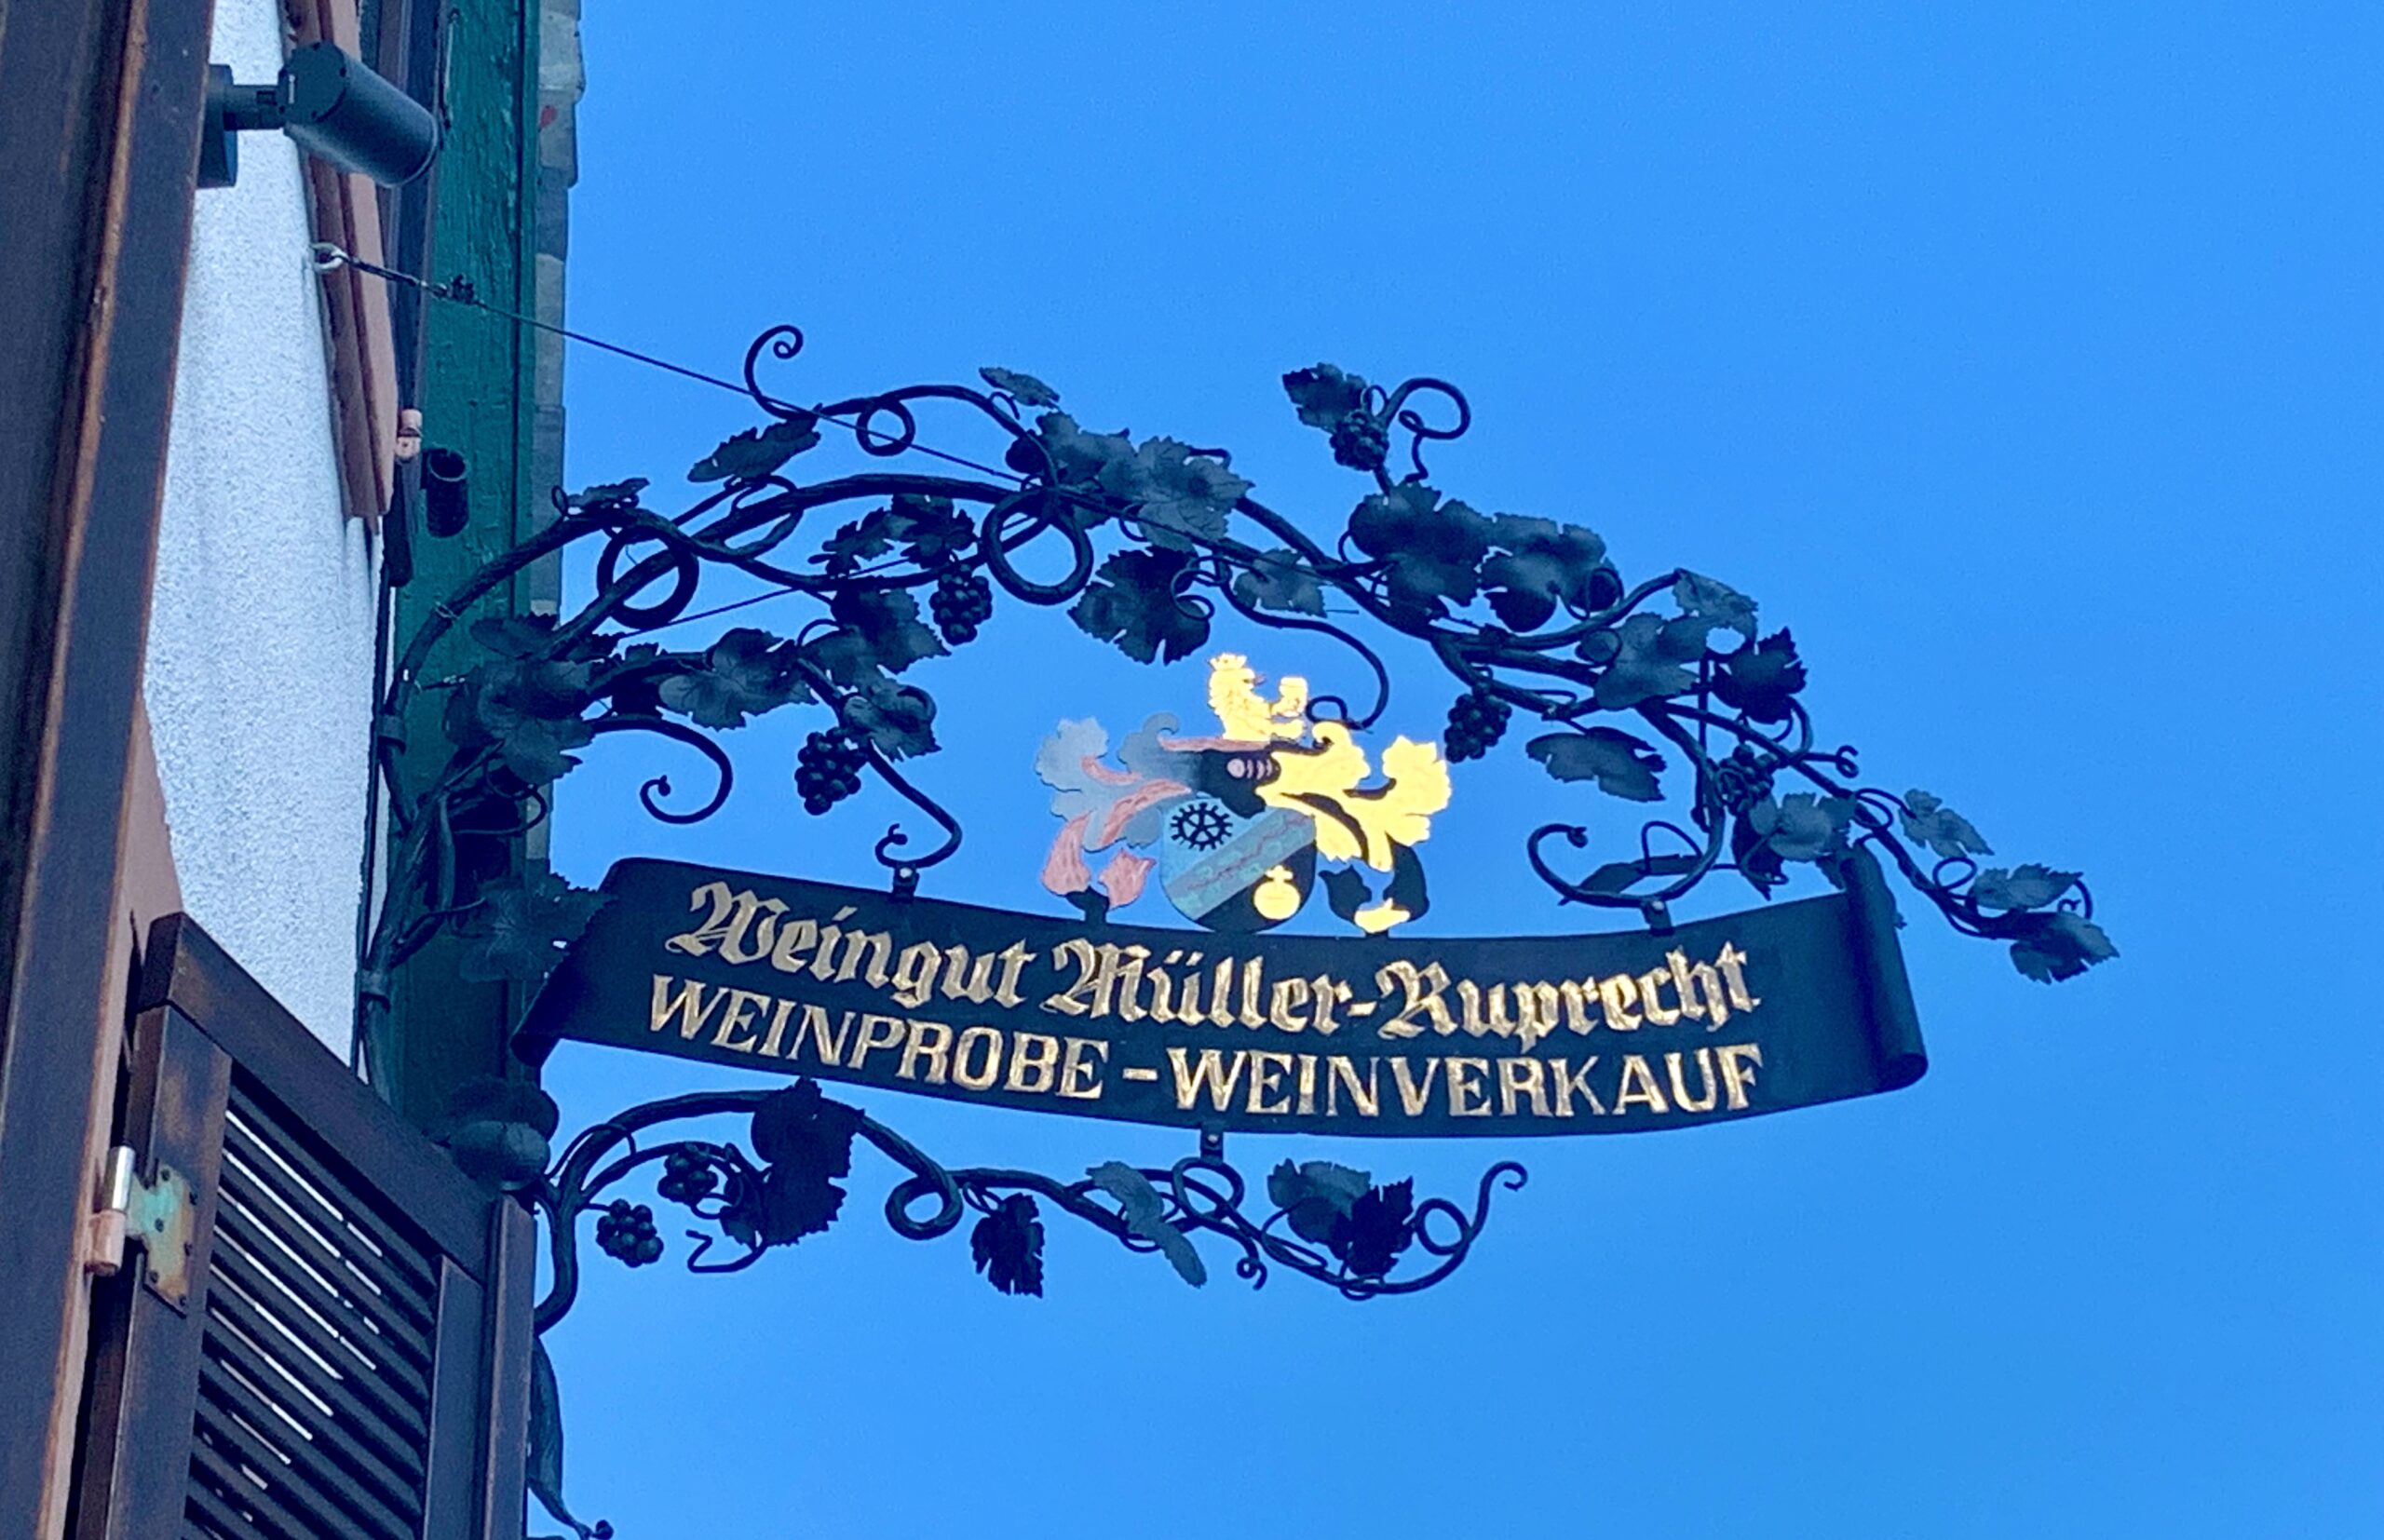 Weingut Müller-Ruprecht
WEINPROBE-WEINVERKAUF